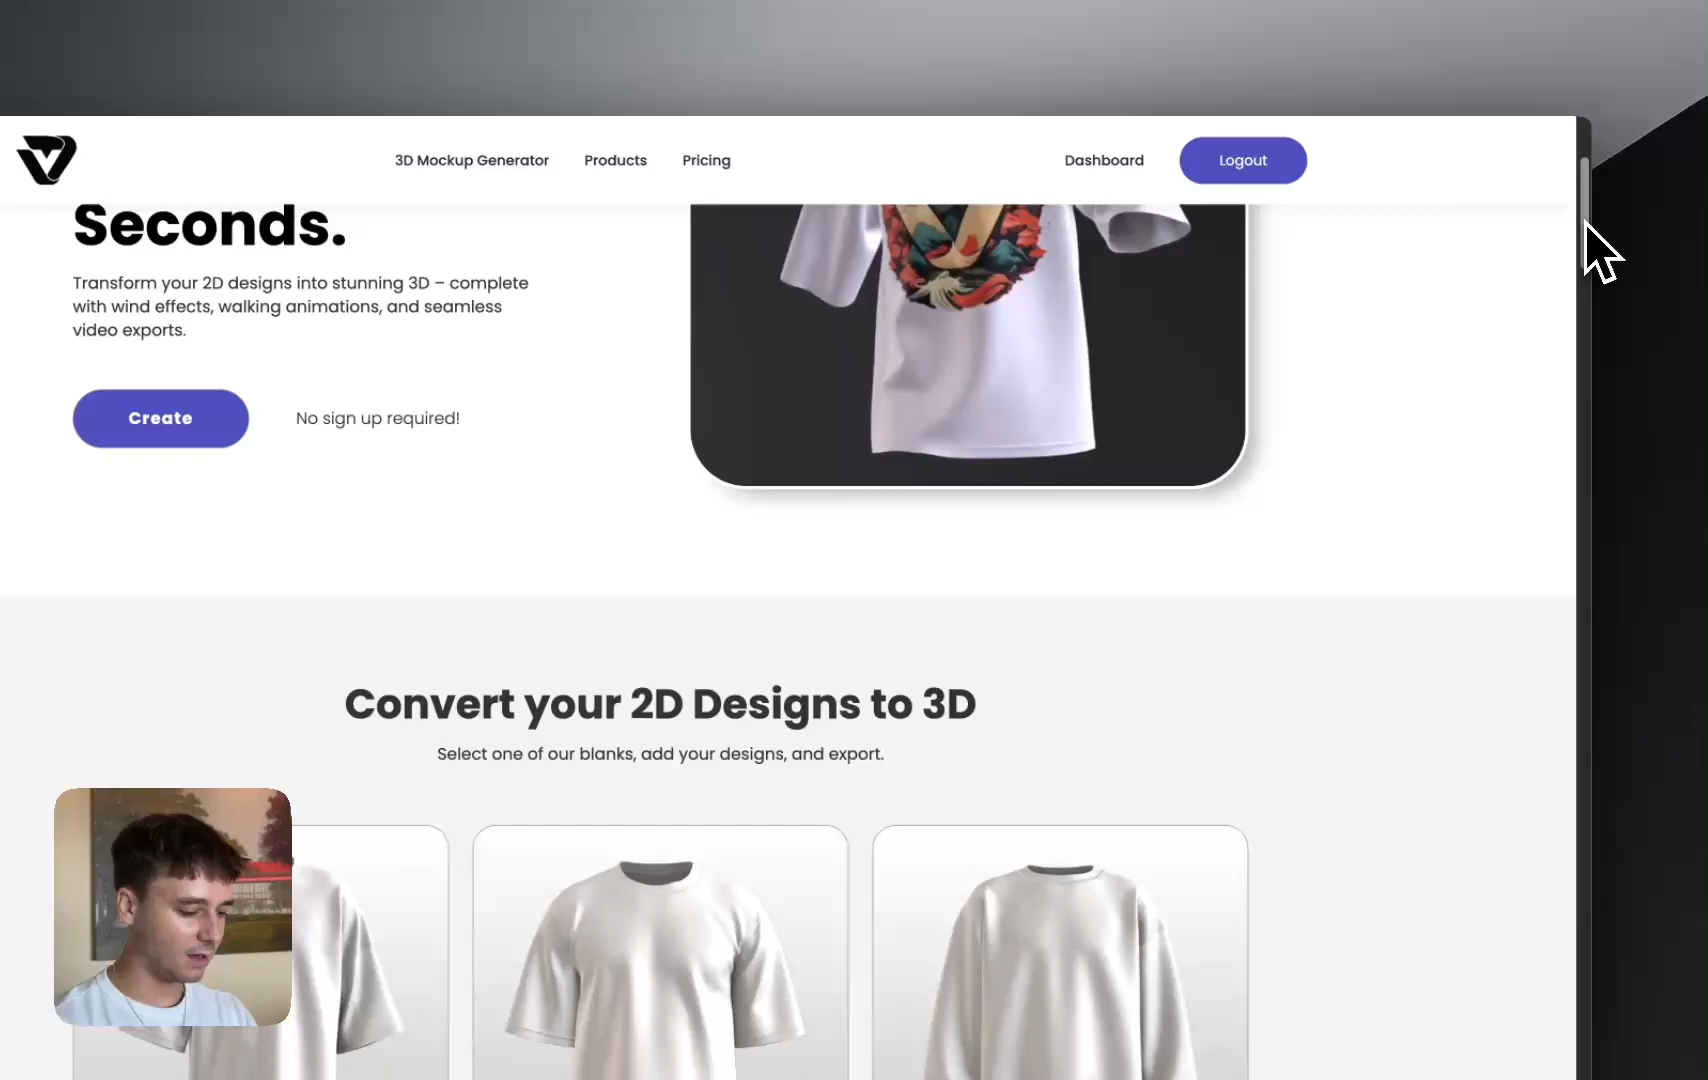 3D Mockup Generator
Products
Pricing
Dashboard
Logout
Seconds.
Transform your 2D designs into stunning 3D – complete
with wind effects, walking animations, and seamless
video exports.
Create
No sign up required!
Convert your 2D Designs to 3D
Select one of our blanks, add your designs, and export.